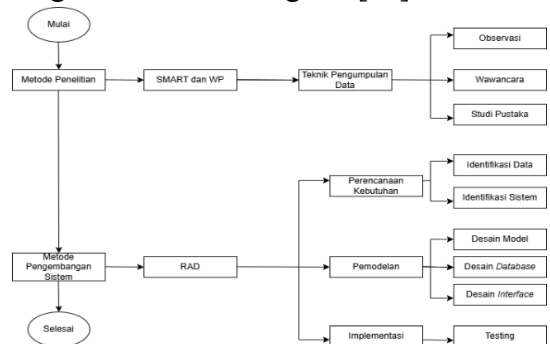 Mulai
Metode Penelitian
SMART dan WP
Teknik Pengumpulan
Data
Observasi
Wawancara
Studi Pustaka
Perencanaan
Kebutuhan
Identifikasi Data
Identifikasi Sistem
Metode
Pengembangan
Sistem
RAD
Pemodelan
Desain Model
Desain Database
Desain Interface
Selesai
Implementasi
Testing